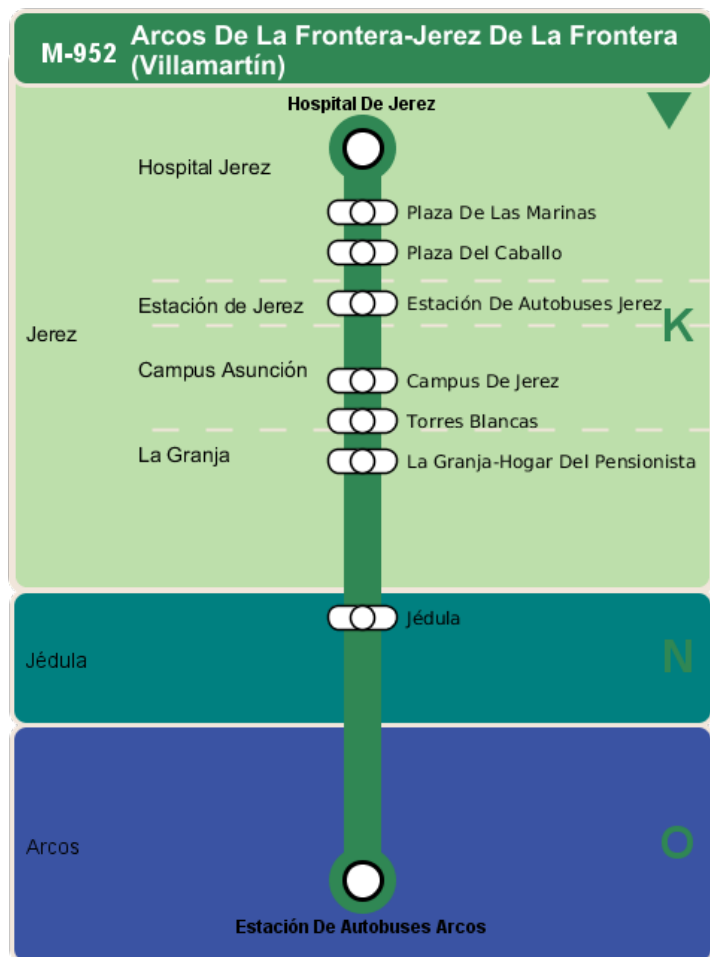 M-952
Arcos De La Frontera-Jerez De La Frontera
(Villamartín)
Hospital De Jerez
Hospital Jerez
Plaza De Las Marinas
Plaza Del Caballo
Estación de Jerez
Estación De Autobuses Jerez
K
Jerez
Campus Asunción
Campus De Jerez
Torres Blancas
La Granja
La Granja-Hogar Del Pensionista
Jédula
Jédula
N
Arcos
O
Estación De Autobuses Arcos